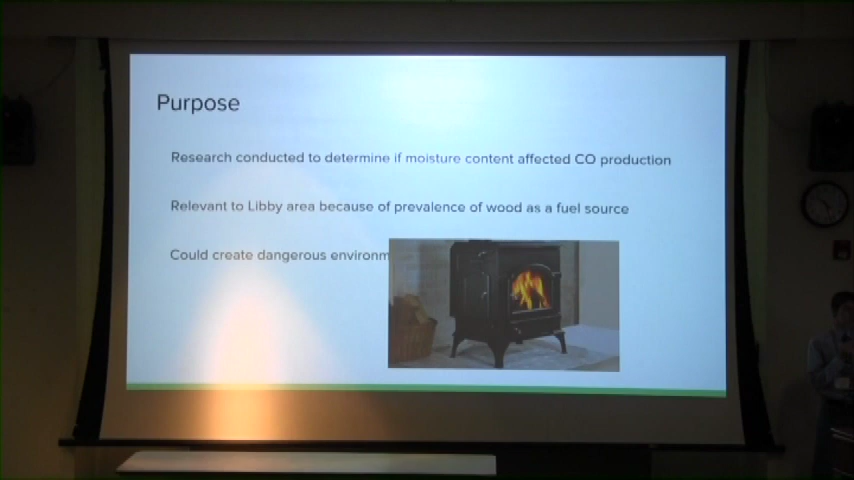 Purpose
Research conducted to determine if moisture content affected CO production
Relevant to Libby area because of prevalence of wood as a fuel source
Could create dangerous environm